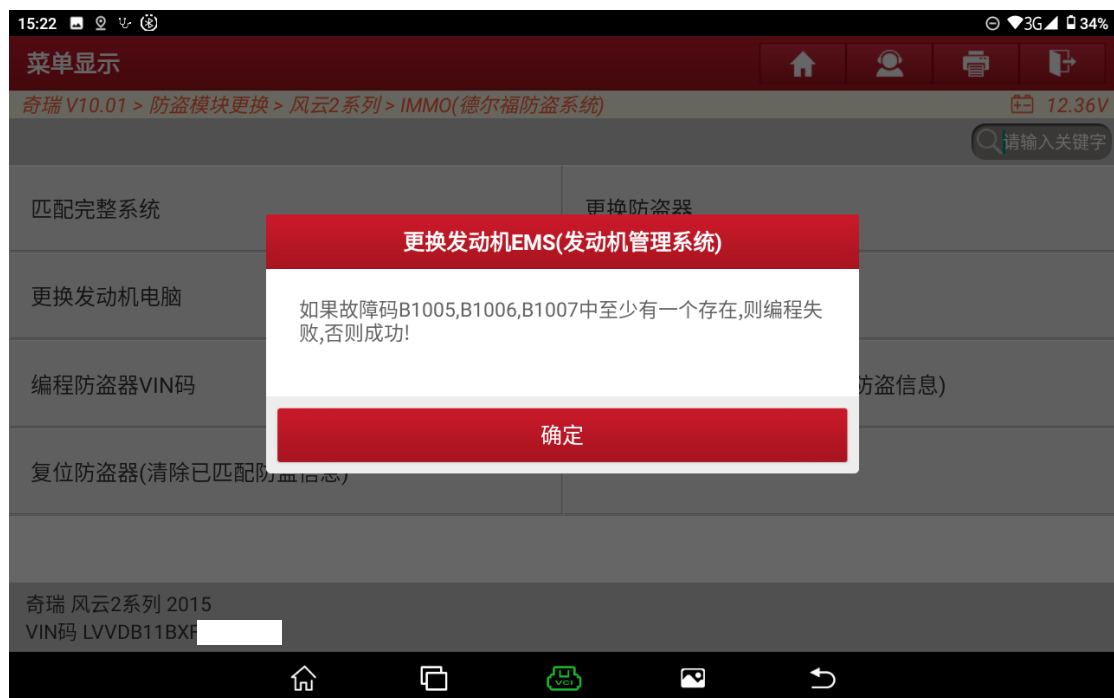 15:22 3G 34%
菜单显示
奇瑞 V10.01 > 防盗模块更换 > 风云2系列 > IMMO(德尔福防盗系统) 12.36V
请输入关键字
匹配完整系统 更换防盗器
更换发动机EMS(发动机管理系统)
更换发动机电脑
如果故障码B1005,B1006,B1007中至少有一个存在,则编程失
败,否则成功!
编程防盗器VIN码 防盗信息)
确定
复位防盗器(清除已匹配防盗信息)
奇瑞 风云2系列 2015
VIN码 LVVDB11BXF
VCI